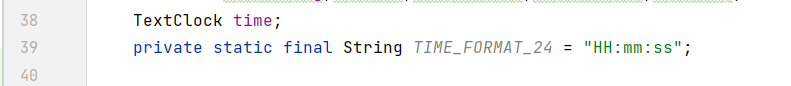 38 TextClock time;
39 private static final String TIME_FORMAT_24 = "HH:mm:ss";
40